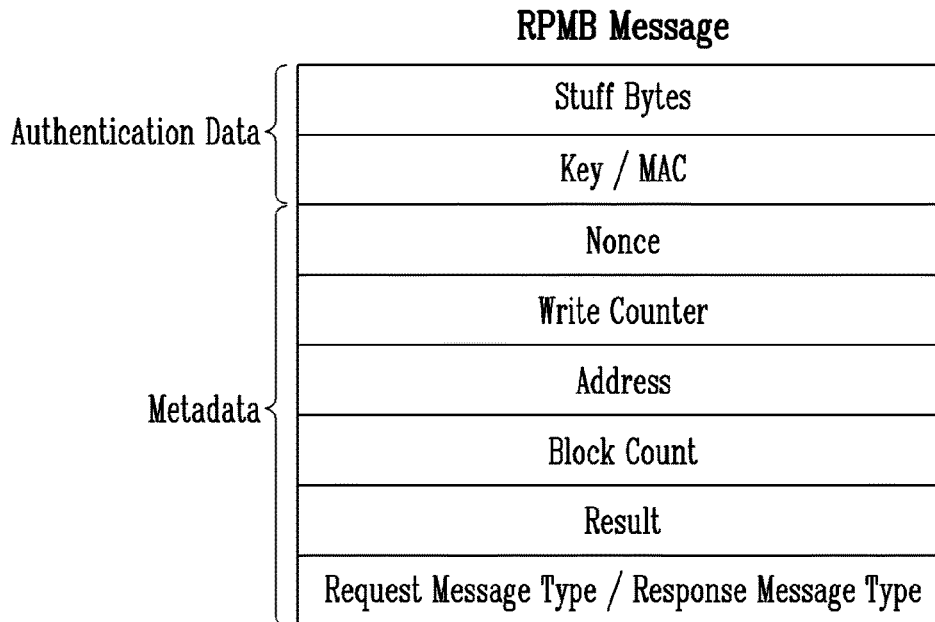 RPMB Message
Stuff Bytes
Authentication Data
Key / MAC
Nonce
Write Counter
Address
Metadada
Block Count
Result
Request Message Type / Response Message Type